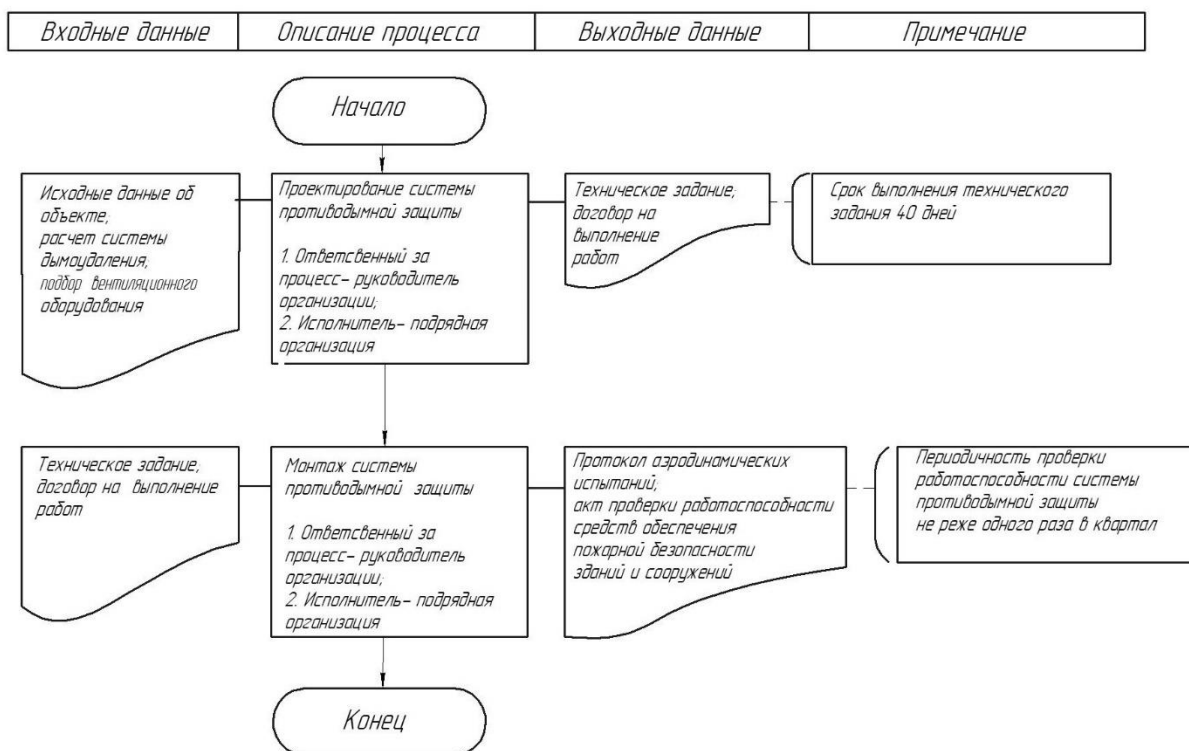 Входные данные
Описание процесса
Выходные данные
Примечание
Начало
Исходные данные об
объекте,
расчет системы
дымоудаления,
подбор вентиляционного
оборудования
Проектирование системы
противодымной защиты
1. Ответсвенный за
процесс– руководитель
организации;
2. Исполнитель– подрядная
организация
Техническое задание,
договор на
выполнение
работ
Срок выполнения технического
задания 40 дней
Техническое задание,
договор на выполнение
работ
Монтаж системы
противодымной защиты
1. Ответсвенный за
процесс– руководитель
организации;
2. Исполнитель– подрядная
организация
Протокол аэродинамических
испытаний;
акт проверки работоспособности
средств обеспечения
пожарной безопасности
зданий и сооружений
Периодичность проверки
работоспособности системы
противодымной защиты
не реже одного раза в квартал
Конец